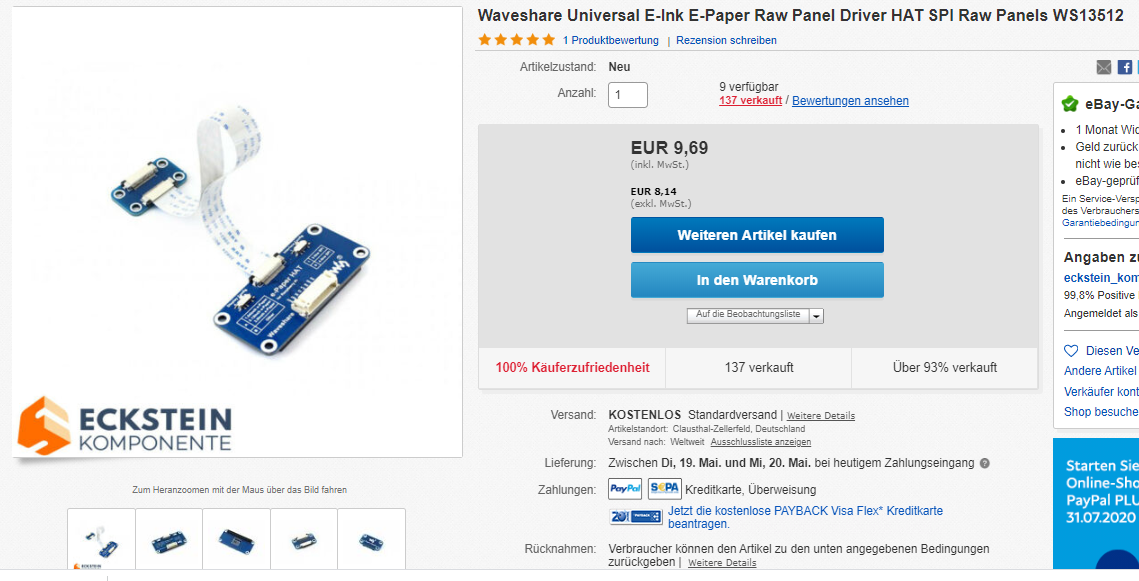 Waveshare Universal E-Ink E-Paper Raw Panel Driver HAT SPI Raw Panels WS13512
1 Produktbewertung | Rezension schreiben
Artikelzustand: Neu
Anzahl: 1
9 verfügbar
137 verkauft / Bewertungen ansehen
EUR 9,69
(inkl. MwSt.)
EUR 8,14
(exkl. MwSt.)
Weiteren Artikel kaufen
In den Warenkorb
Auf die Beobachtungsliste
100% Käuferzufriedenheit
137 verkauft
Über 93% verkauft
Versand: KOSTENLOS Standardversand | Weitere Details
Artikelstandort: Clausthal-Zellerfeld, Deutschland
Versand nach: Weltweit Ausschlussliste anzeigen
Lieferung: Zwischen Di, 19. Mai. und Mi, 20. Mai. bei heutigem Zahlungseingang
Zahlungen: PayPal SEPA Kreditkarte, Überweisung
Jetzt die kostenlose PAYBACK Visa Flex* Kreditkarte
beantragen.
Rücknahmen: Verbraucher können den Artikel zu den unten angegebenen Bedingungen
zurückgeben | Weitere Details
e-Paper HAT
Waveshare
ECKSTEIN
KOMPONENTE
Zum Heranzoomen mit der Maus über das Bild fahren
ECKSTEIN
eBay-Ga
1 Monat Wid
Geld zurück
nicht wie bes
eBay-geprüf
Ein Service-Versp
des Verbrauchers
Garantiebedingun
Angaben zu
eckstein_kom
99,8% Positive
Angemeldet als
Diesen Ve
Andere Artikel
Verkäufer kont
Shop besuche
Starten Sie
Online-Sho
PayPal PLU
31.07.2020